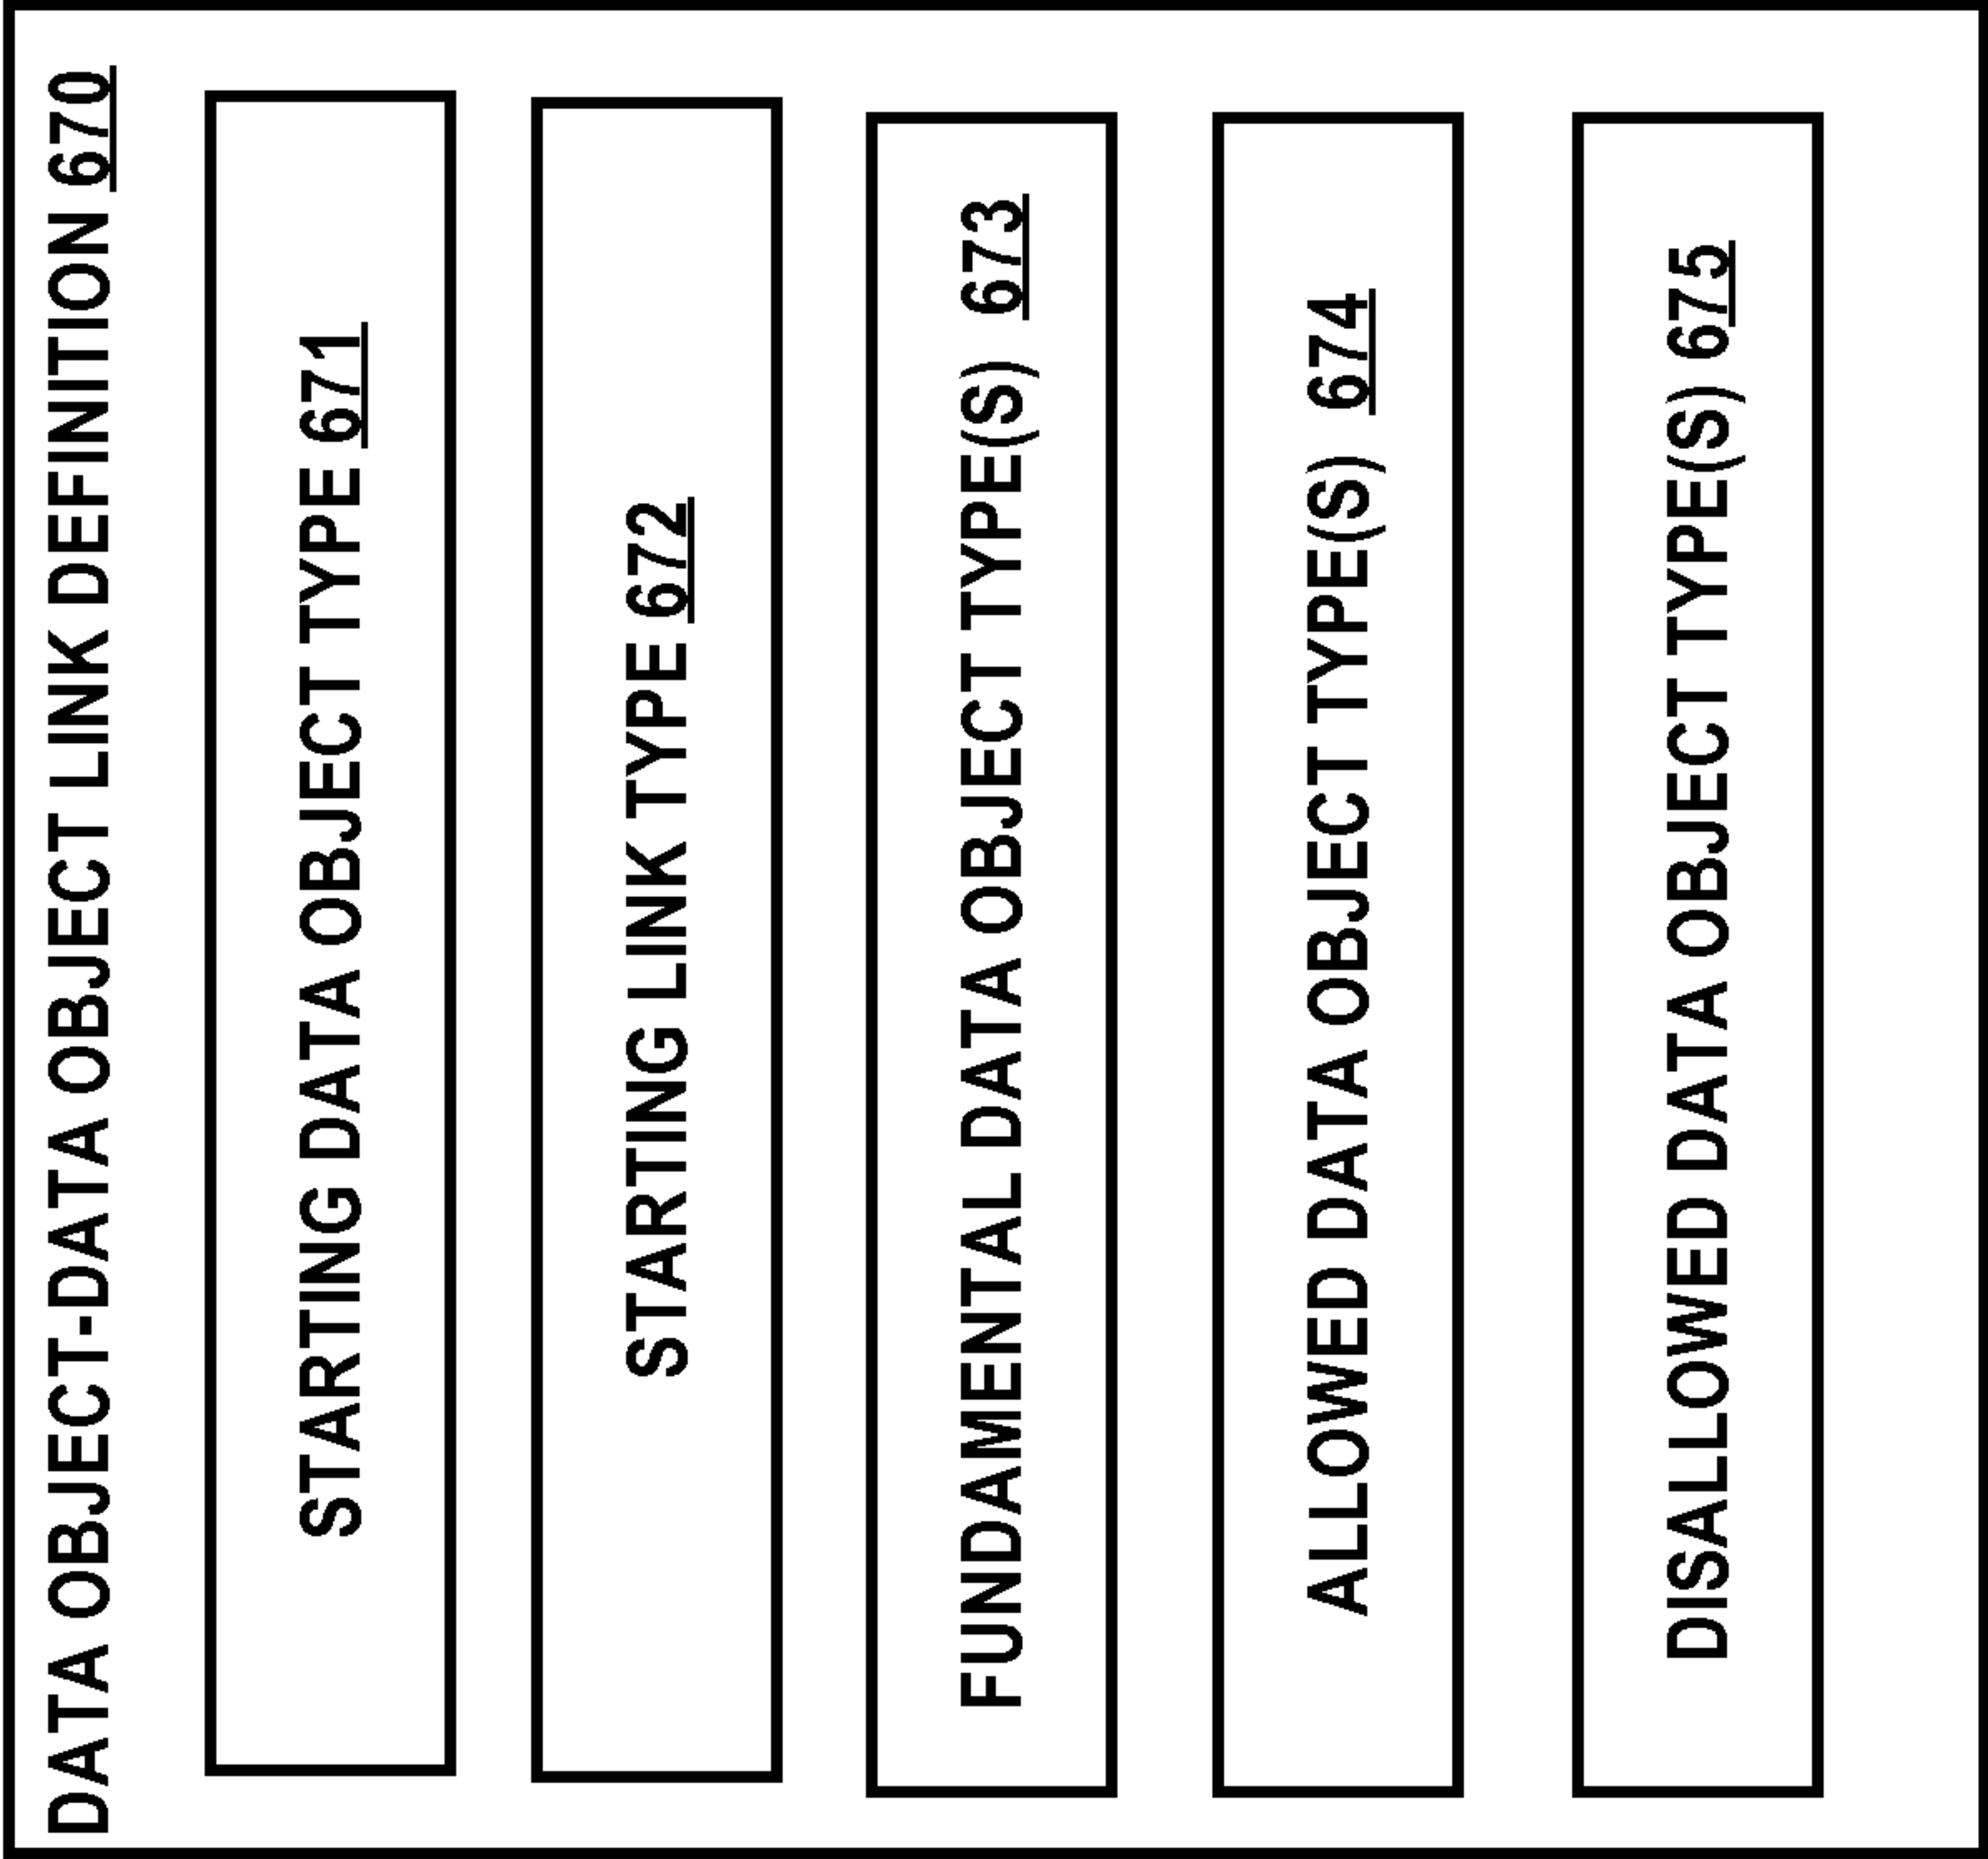 DATA OBJECT-DATA OBJECT LINK DEFINITION 670
STARTING DATA OBJECT TYPE 671
STARTING LINK TYPE 672
FUNDAMENTAL DATA OBJECT TYPE(S) 673
ALLOWED DATA OBJECT TYPE(S) 674
DISALLOWED DATA OBJECT TYPE(S) 675